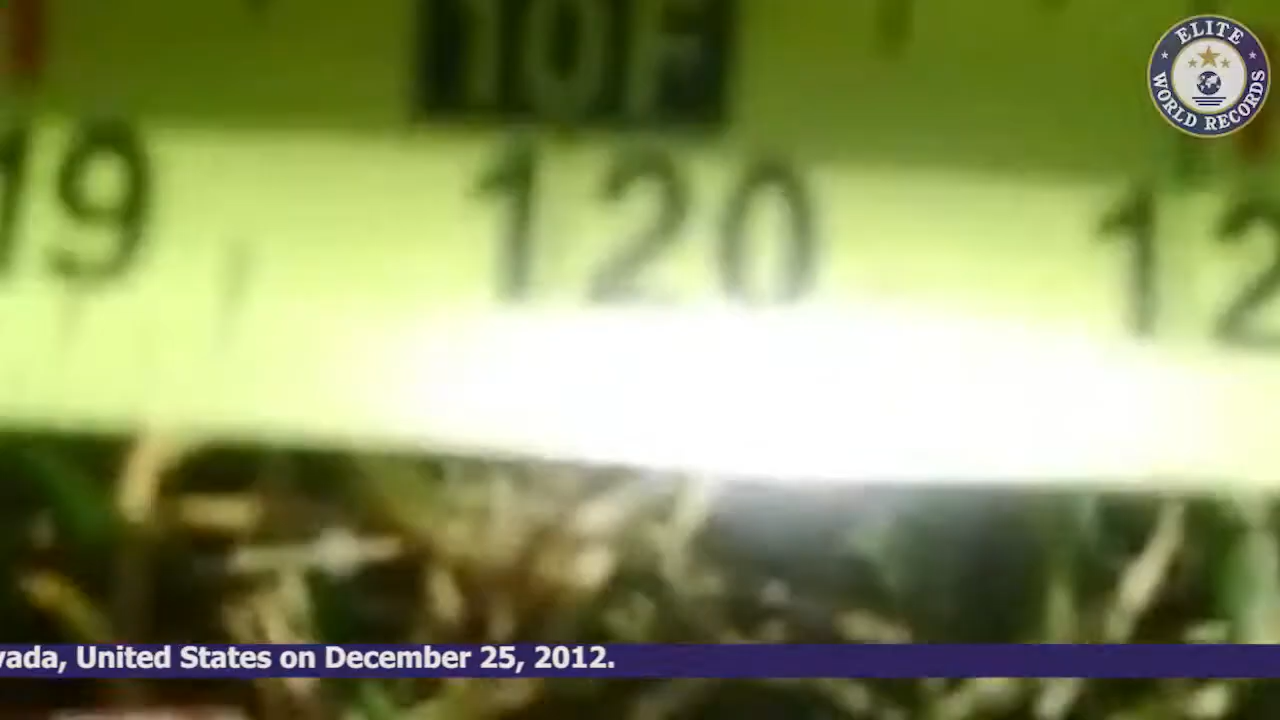 10F
19 120 12
ELITE
WORLD RECORDS
vada, United States on December 25, 2012.